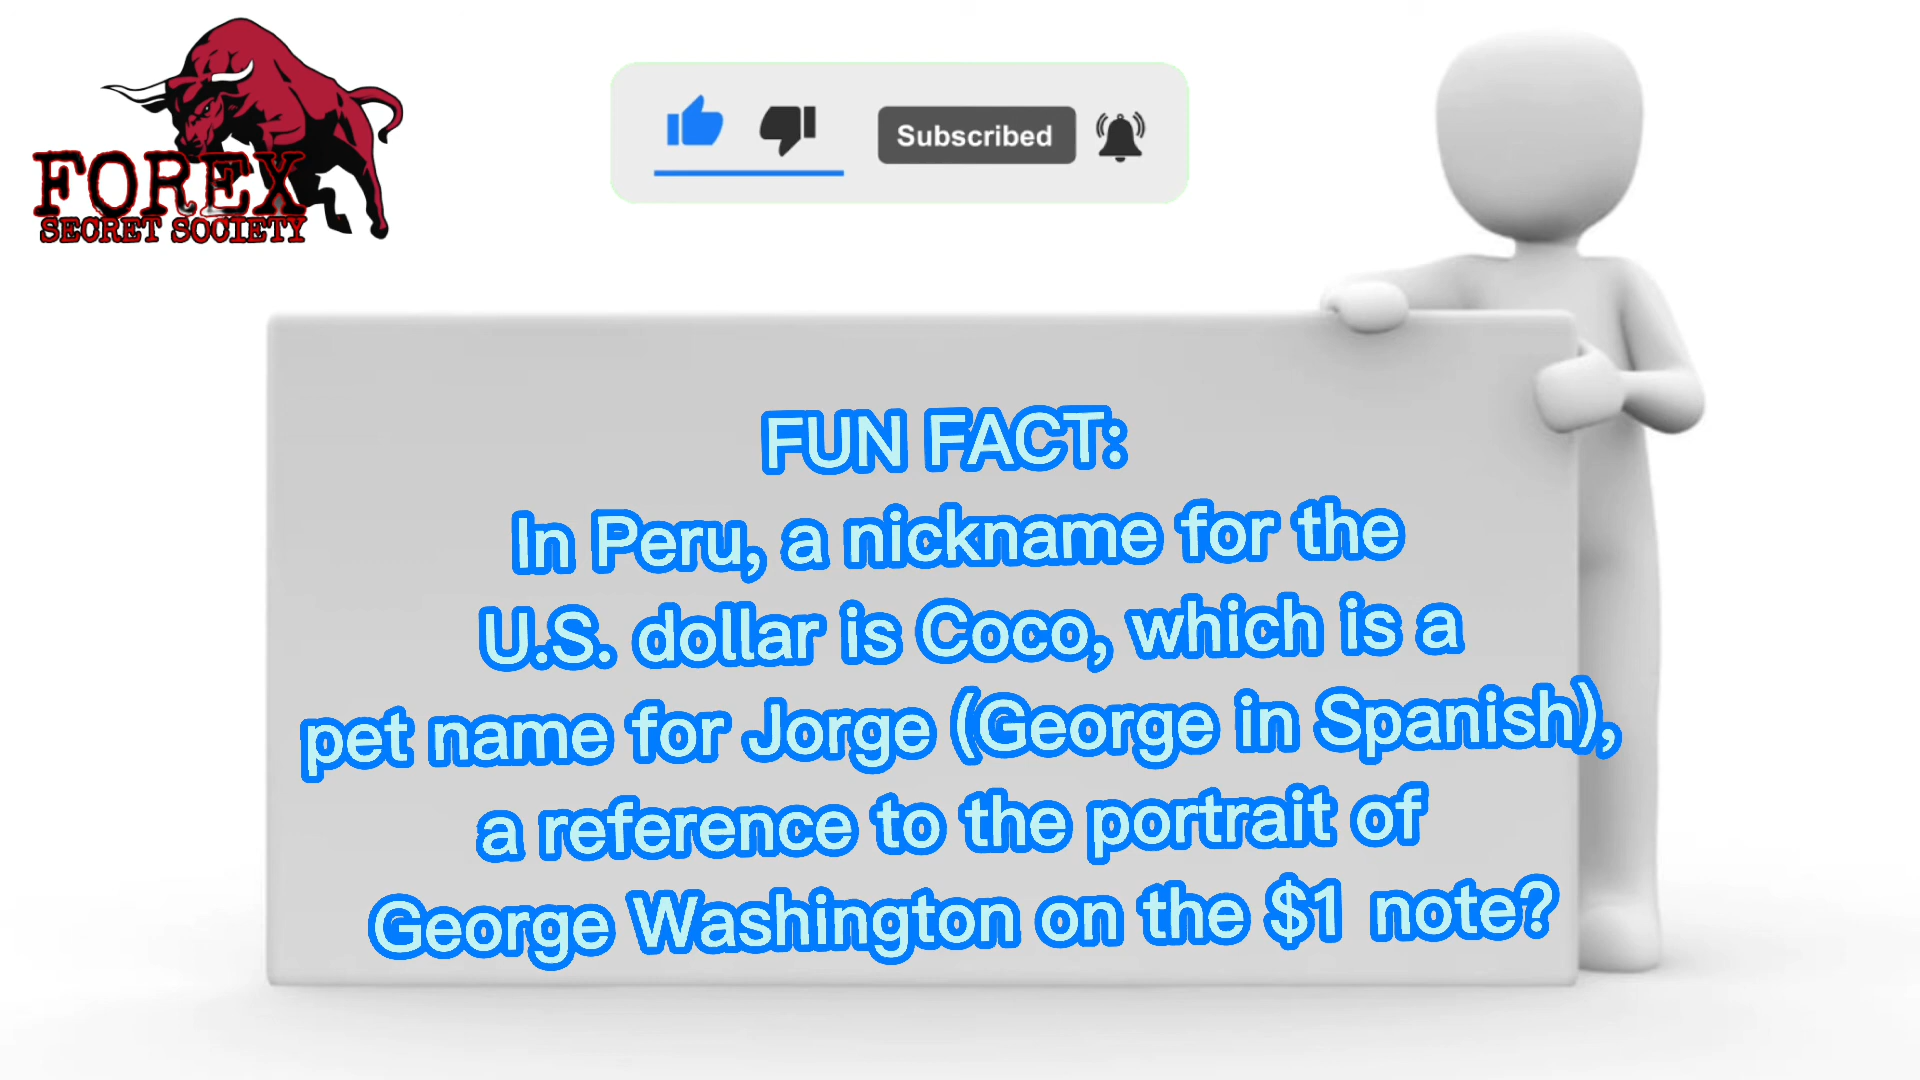 FOREX
SECRET SOCIETY
Subscribed
FUN FACT:
In Peru, a nickname for the
U.S. dollar is Coco, which is a
pet name for Jorge (George in Spanish),
a reference to the portrait of
George Washington on the $1 note?